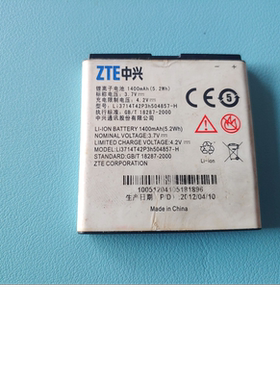 ZTE中兴
锂离子电池 1400mAh(5.2Wh)
标称电压: 3.7V
充电限制电压: 4.2V
标准: GB/T 18287-2000
型号: Li3714T42P3h504857-H
中兴通讯股份有限公司
LI-ION BATTERY 1400mAh(5.2Wh)
NOMINAL VOLTAGE: 3.7V
LIMITED CHARGE VOLTAGE: 4.2V
MODEL: Li3714T42P3h504857-H
STANDARD: GB/T 18287-2000
ZTE CORPORATION
Li-ion
10051204105181896
生产日期 (P/D) 2012/04/10
Made in China